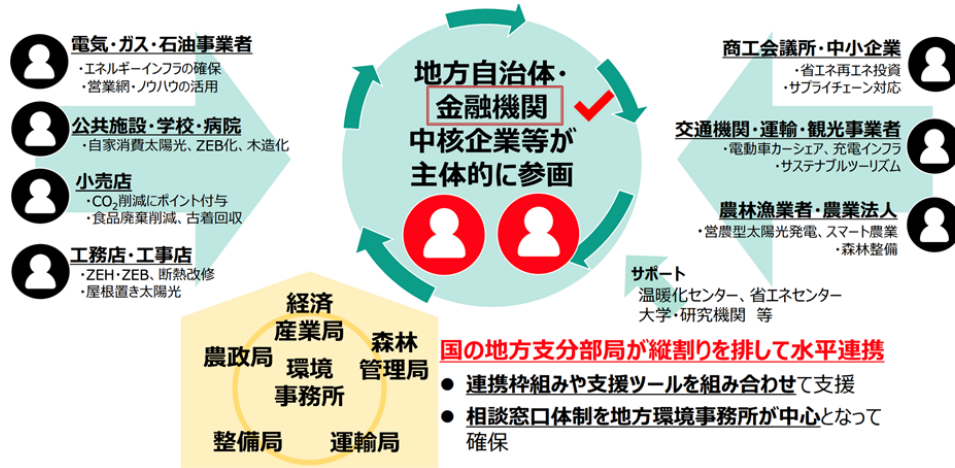 電気・ガス・石油事業者
・エネルギーインフラの確保
・営業網・ノウハウの活用
公共施設・学校・病院
・自家消費太陽光、ZEB化、木造化
小売店
・CO₂削減にポイント付与
・食品廃棄削減、古着回収
工務店・工事店
・ZEH・ZEB、断熱改修
・屋根置き太陽光
地方自治体・
金融機関
中核企業等が
主体的に参画
商工会議所・中小企業
・省エネ再エネ投資
・サプライチェーン対応
交通機関・運輸・観光事業者
・電動車カーシェア、充電インフラ
・サステナブルツーリズム
農林漁業者・農業法人
・営農型太陽光発電、スマート農業
・森林整備
サポート
温暖化センター、省エネセンター
大学・研究機関 等
経済
産業局
農政局
森林
管理局
環境
事務所
整備局
運輸局
国の地方支分部局が縦割りを排して水平連携
● 連携枠組みや支援ツールを組み合わせて支援
● 相談窓口体制を地方環境事務所が中心となって
確保